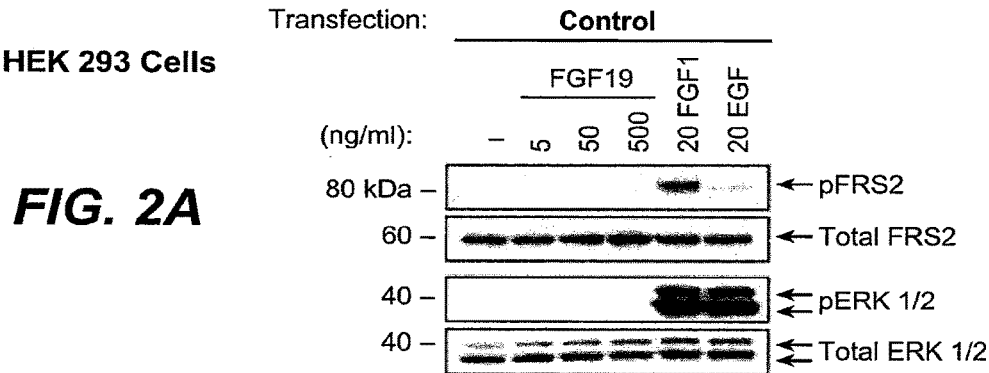 Transfection: Control
HEK 293 Cells
FGF19
20 FGF1
20 EGF
(ng/ml): – 5 50 500
80 kDa – ← pFRS2
FIG. 2A
60 – ← Total FRS2
40 – ← pERK 1/2
40 – ← Total ERK 1/2